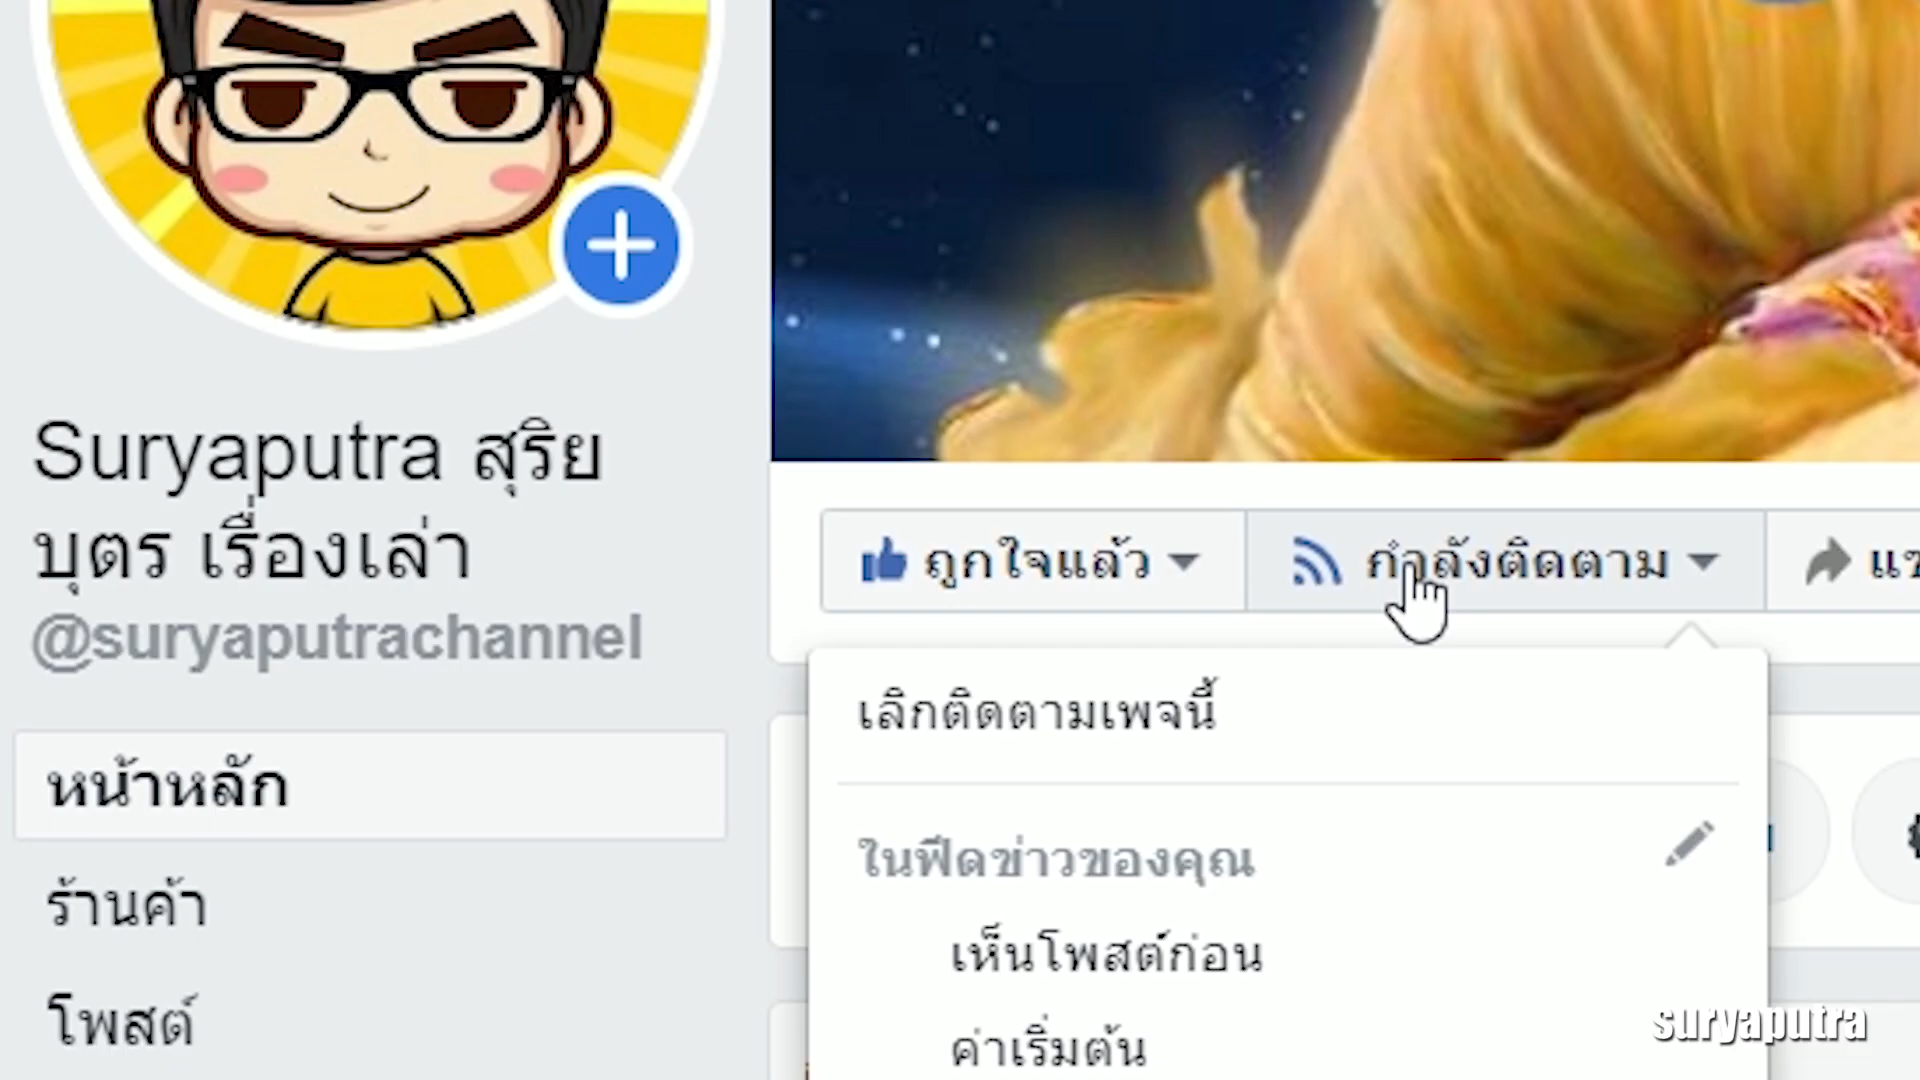 Suryaputra สุริย
บุตร เรื่องเล่า
@suryaputrachannel
หน้าหลัก
ร้านค้า
โพสต์
ถูกใจแล้ว
กำลังติดตาม
เลิกติดตามเพจนี้
ในฟีดข่าวของคุณ
เห็นโพสต์ก่อน
ค่าเริ่มต้น
suryaputra